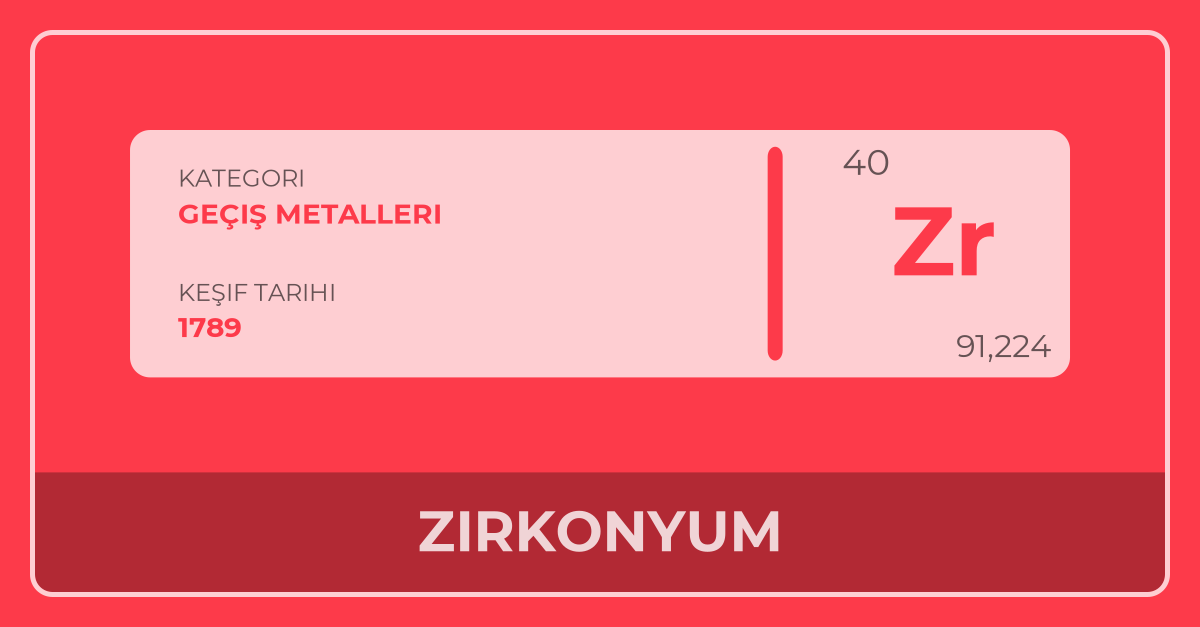 KATEGORI
GEÇIŞ METALLERI
KEŞIF TARIHI
1789
40
Zr
91,224
ZIRKONYUM